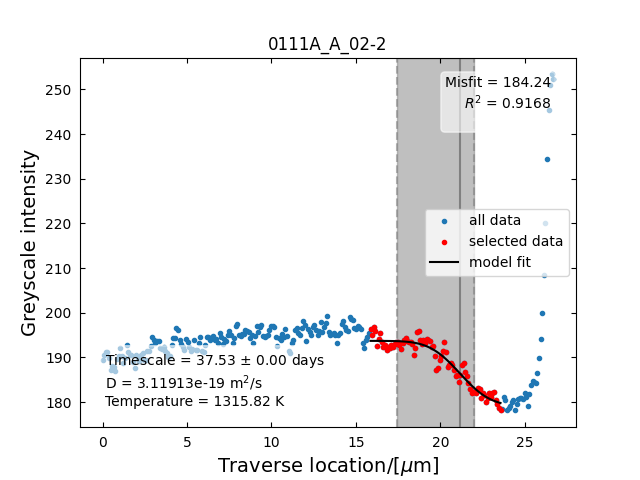 0111A_A_02-2
Misfit = 184.24
R² = 0.9168
all data
selected data
model fit
Timescale = 37.53 ± 0.00 days
D = 3.11913e-19 m²/s
Temperature = 1315.82 K
Greyscale intensity
250
240
230
220
210
200
190
180
0
5
10
15
20
25
Traverse location/[μm]